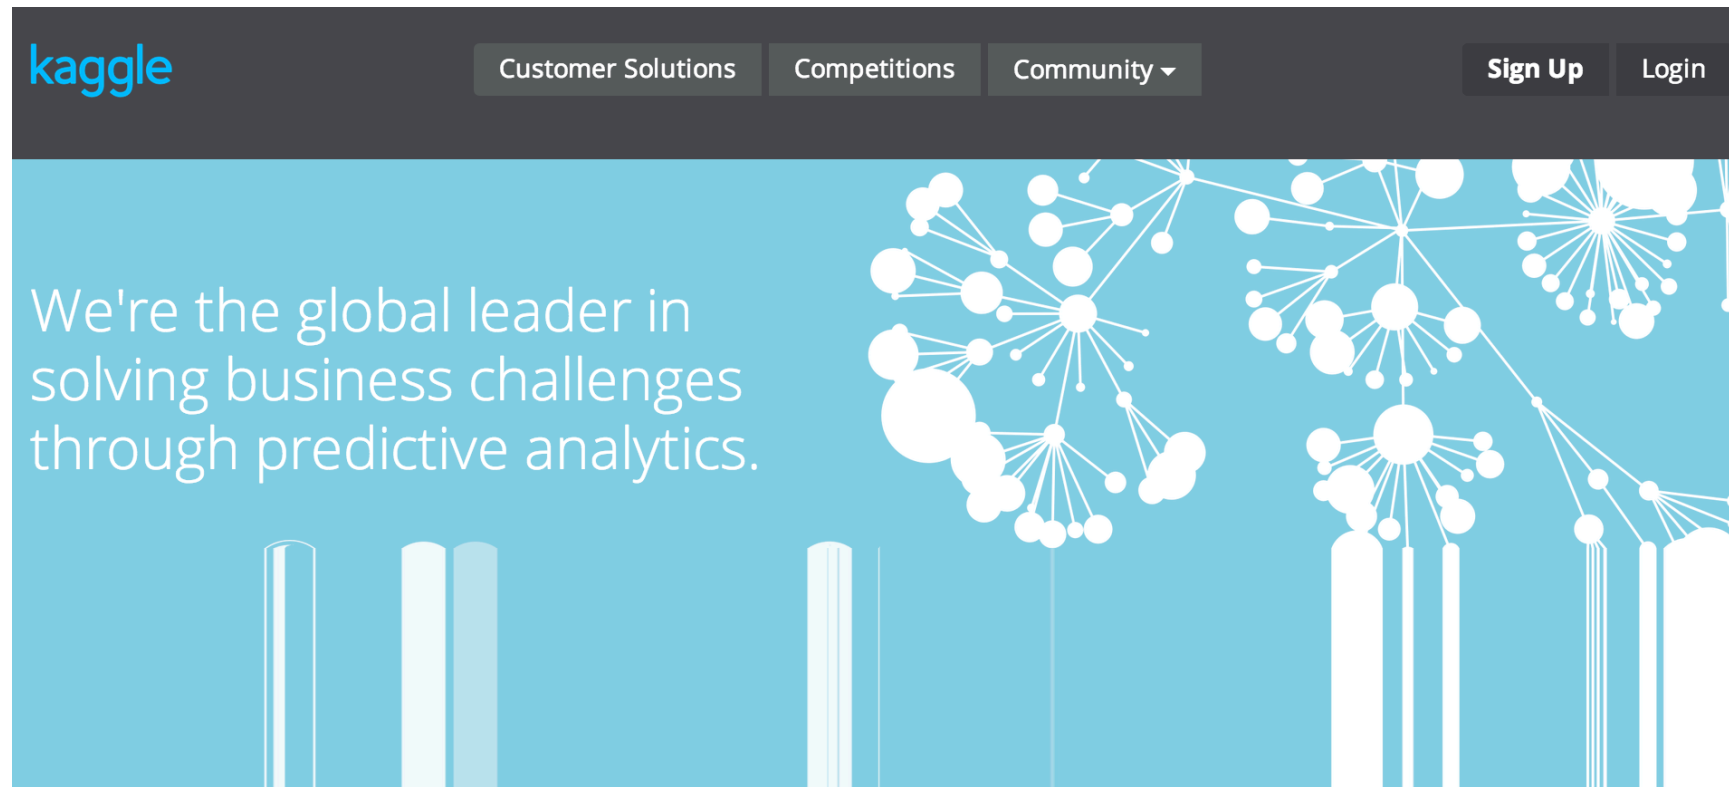 kaggle
Customer Solutions
Competitions
Community
Sign Up
Login
We're the global leader in
solving business challenges
through predictive analytics.